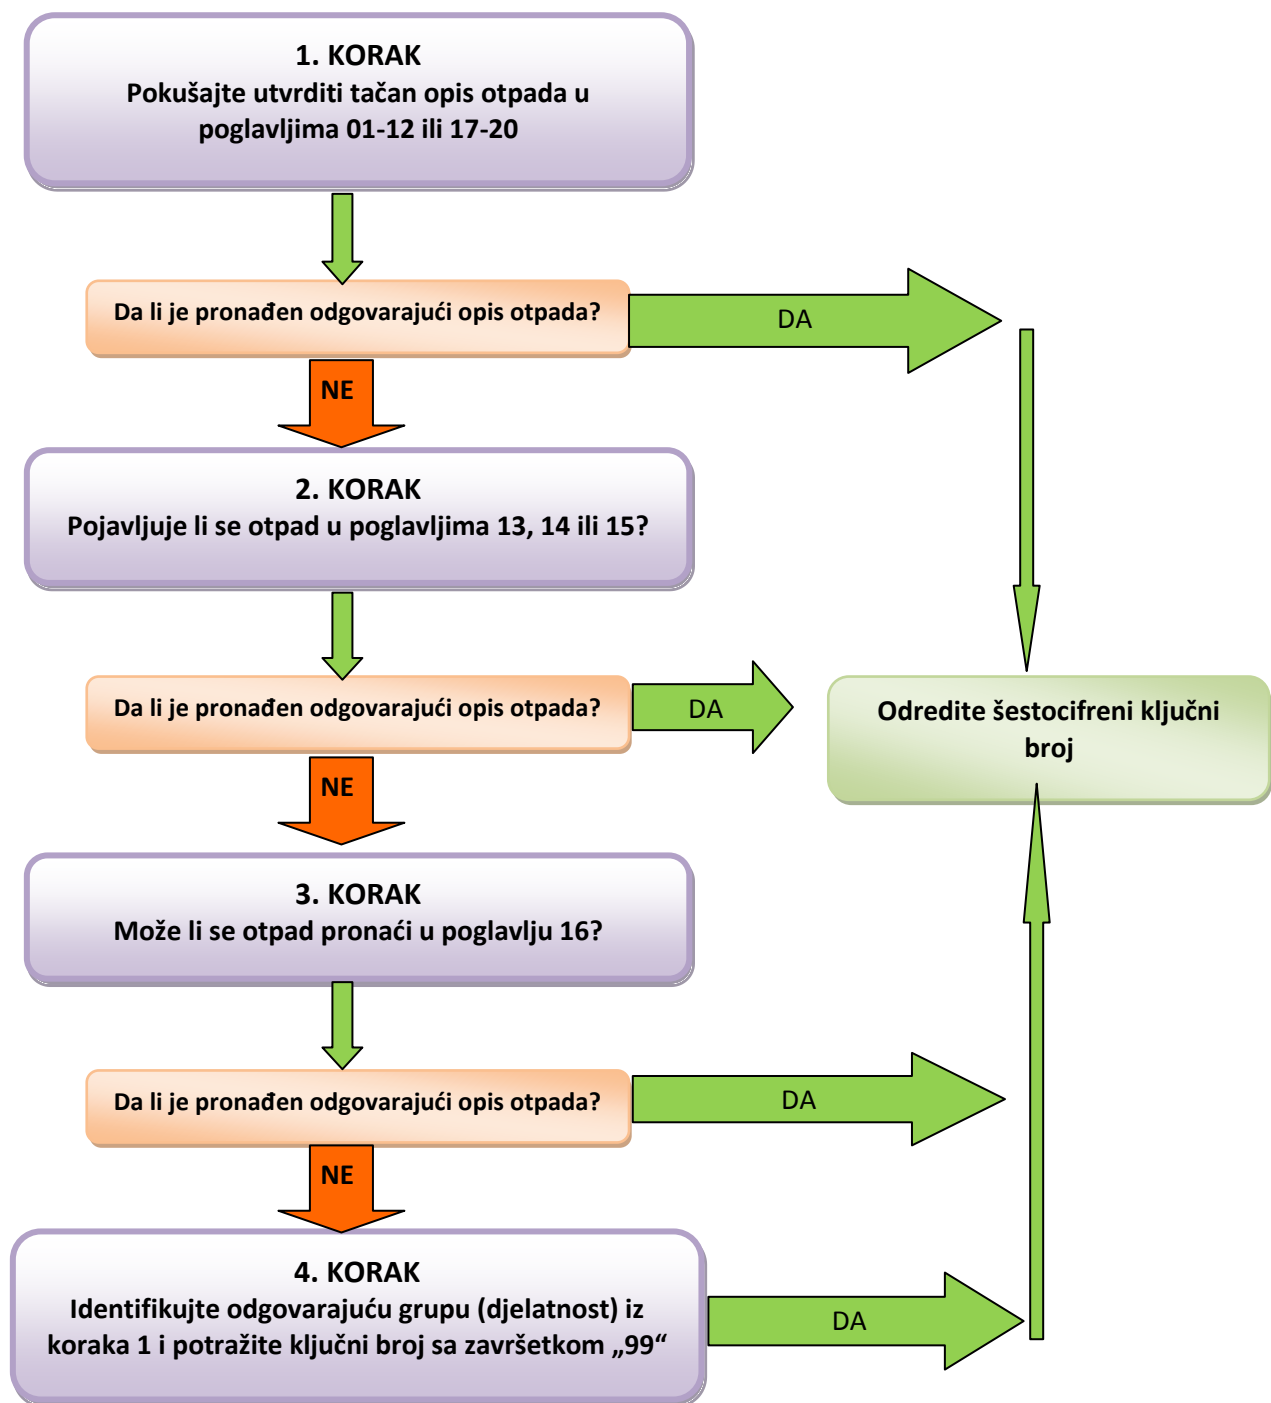 1. KORAK
Pokušajte utvrditi tačan opis otpada u
poglavljima 01-12 ili 17-20
Da li je pronađen odgovarajući opis otpada?
DA
NE
2. KORAK
Pojavljuje li se otpad u poglavljima 13, 14 ili 15?
Da li je pronađen odgovarajući opis otpada?
DA
Odredite šestocifreni ključni
broj
NE
3. KORAK
Može li se otpad pronaći u poglavlju 16?
Da li je pronađen odgovarajući opis otpada?
DA
NE
4. KORAK
Identifikujte odgovarajuću grupu (djelatnost) iz
koraka 1 i potražite ključni broj sa završetkom „99“
DA